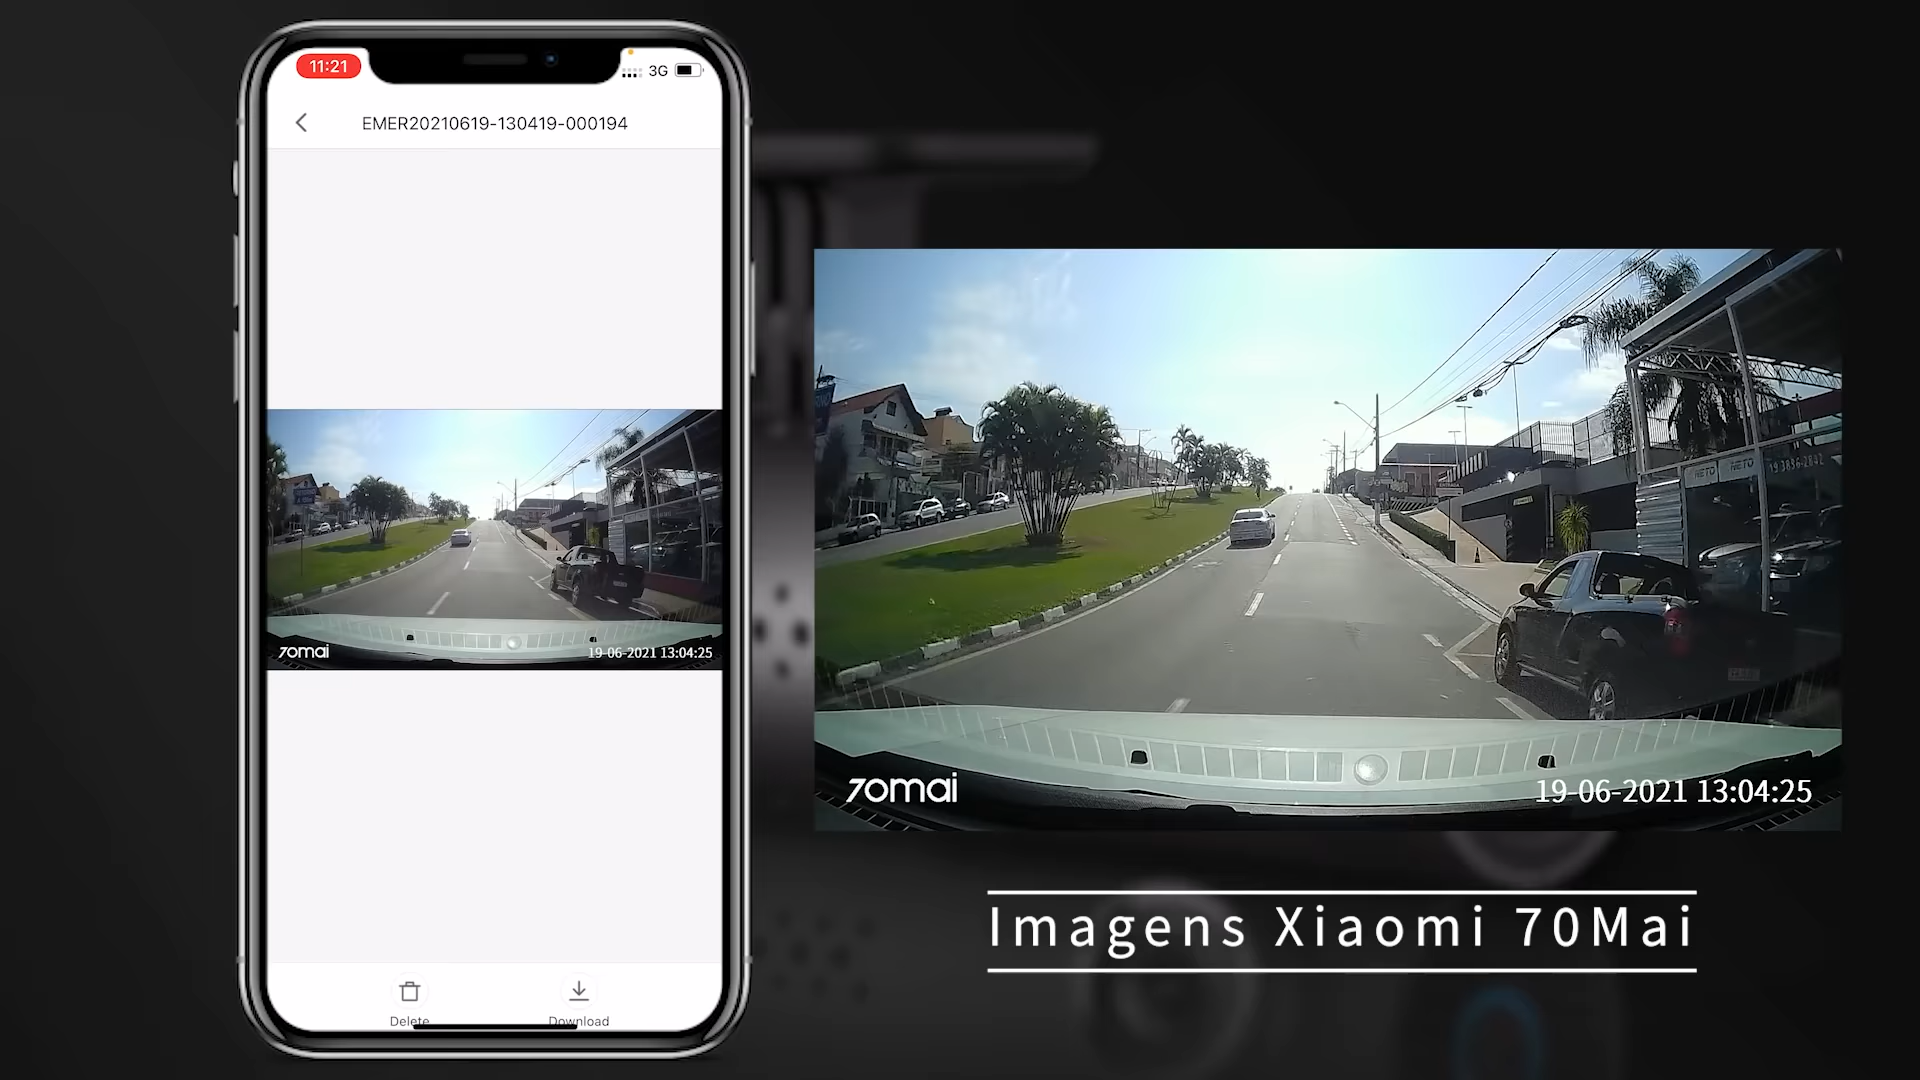 11:21
3G
EMER20210619-130419-000194
70mai
19-06-2021 13:04:25
Delete
Download
70mai
19-06-2021 13:04:25
Imagens Xiaomi 70Mai